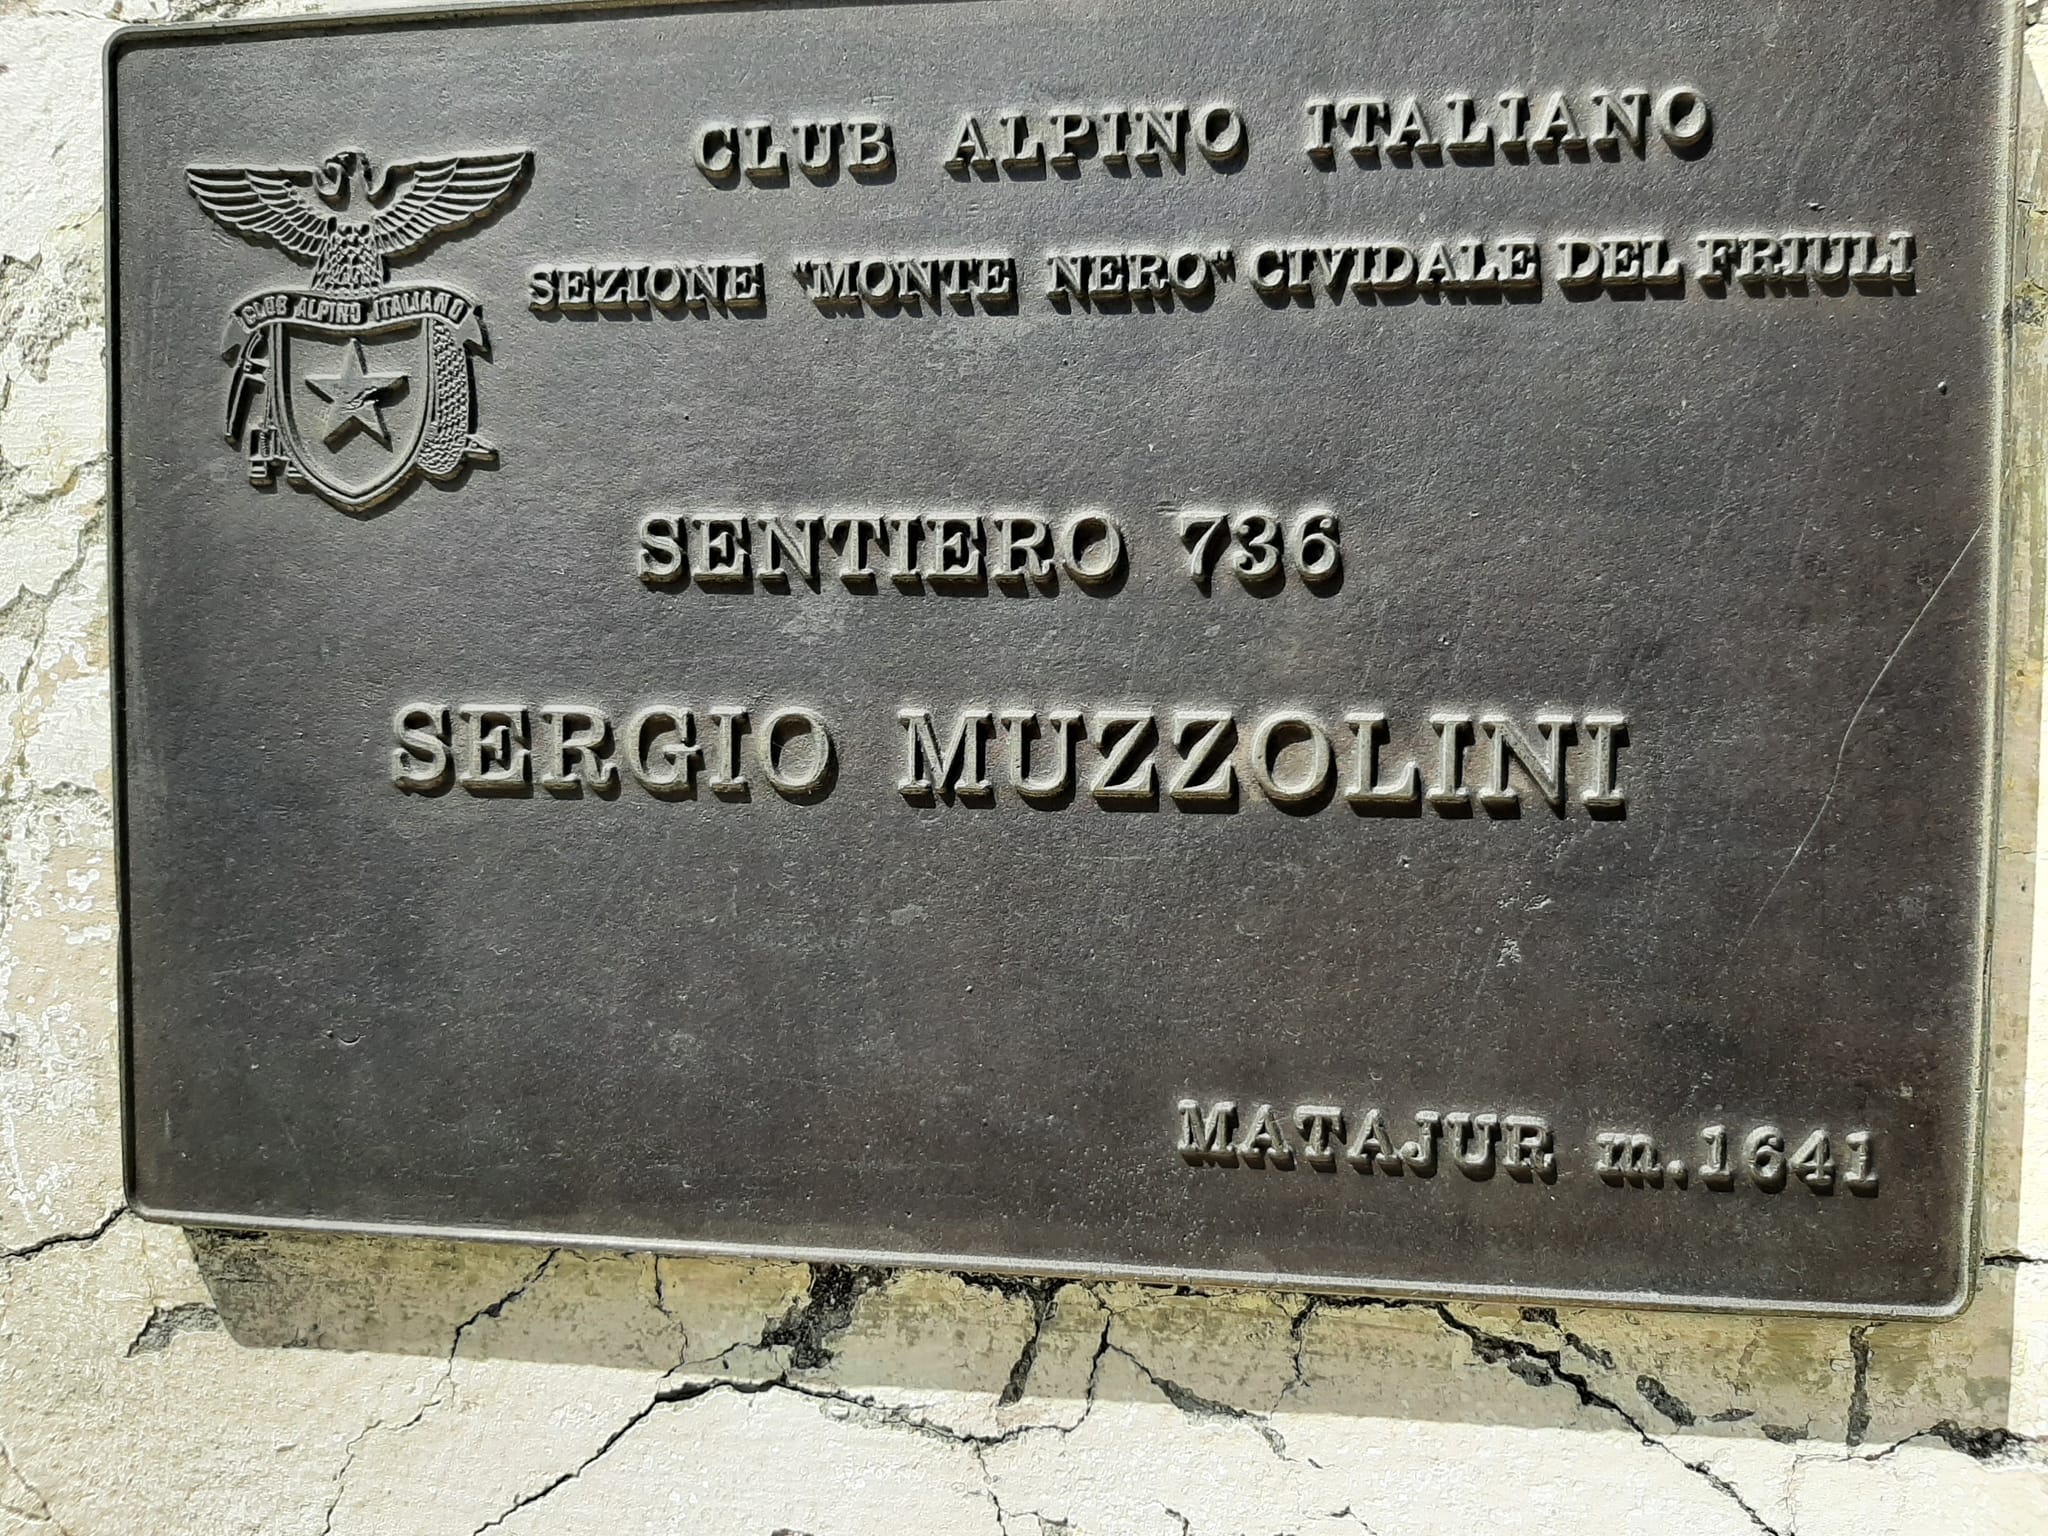 CLUB ALPINO ITALIANO
SEZIONE "MONTE NERO" CIVIDALE DEL FRIULI
CLUB ALPINO ITALIANO
SENTIERO 736
SERGIO MUZZOLINI
MATAJUR m.1641